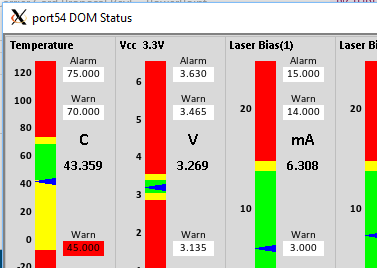 port54 DOM Status
Temperature
120
100
80
60
40
20
0
-20
Alarm
75.000
Warn
70.000
C
43.359
Warn
45.000
Vcc 3.3V
6
5
4
3
2
Alarm
3.630
Warn
3.465
V
3.269
Warn
3.135
Laser Bias(1)
20
10
Alarm
15.000
Warn
14.000
mA
6.308
Warn
3.000
Laser Bi
20
10